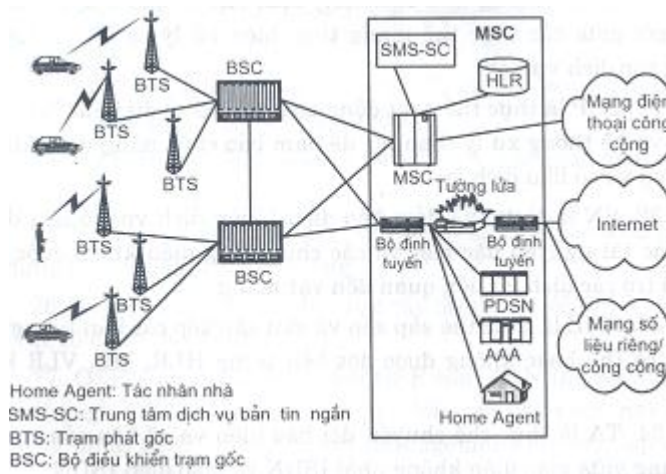 MSC
SMS-SC
HLR
BTS
BSC
BTS
BTS
MSC
Mạng điện
thoại công
cộng
Tường lửa
Bộ định
tuyến
Bộ định
tuyến
Internet
BTS
BTS
BSC
BTS
PDSN
AAA
Home Agent
Mạng số
liệu riêng/
công cộng
Home Agent: Tác nhân nhà
SMS-SC: Trung tâm dịch vụ bản tin ngắn
BTS: Trạm phát gốc
BSC: Bộ điều khiển trạm gốc